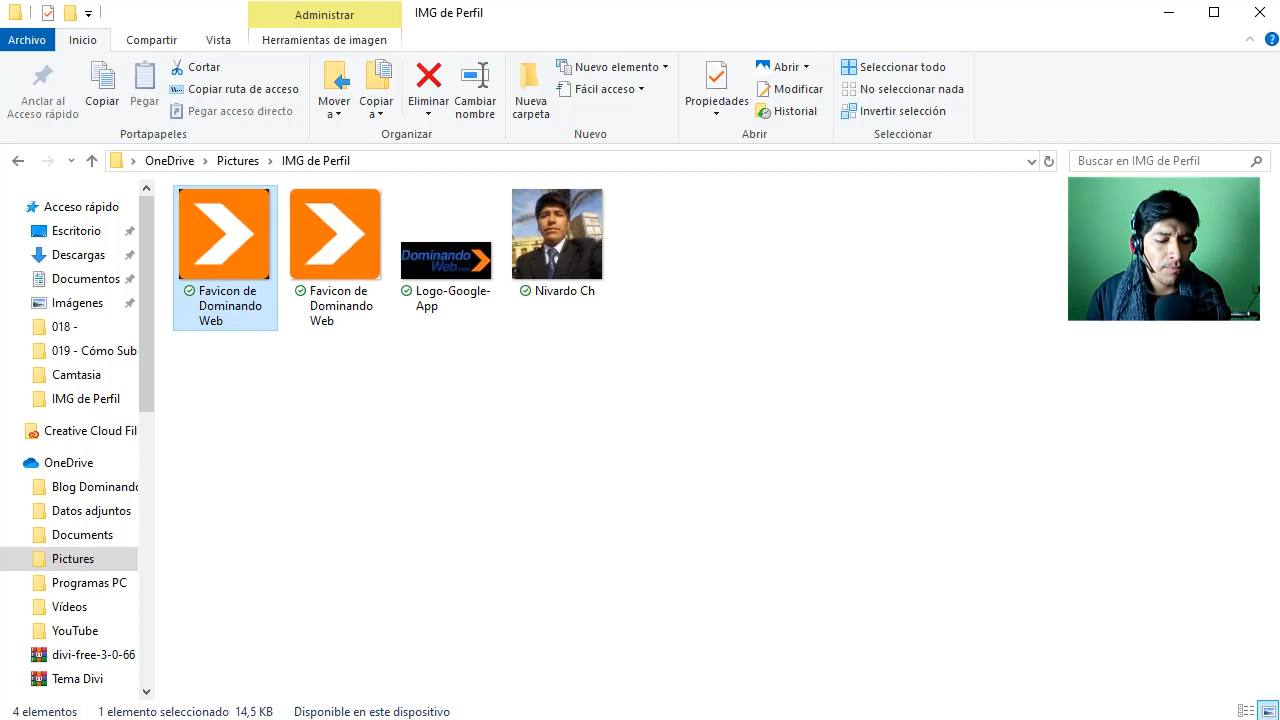 Administrar
IMG de Perfil
Archivo
Inicio
Compartir
Vista
Herramientas de imagen
Anclar al
Acceso rápido
Copiar
Pegar
Cortar
Copiar ruta de acceso
Pegar acceso directo
Portapapeles
Mover
a
Copiar
a
Eliminar
Cambiar
nombre
Organizar
Nueva
carpeta
Nuevo elemento
Fácil acceso
Nuevo
Propiedades
Abrir
Modificar
Historial
Abrir
Seleccionar todo
No seleccionar nada
Invertir selección
Seleccionar
OneDrive
Pictures
IMG de Perfil
Buscar en IMG de Perfil
Acceso rápido
Escritorio
Descargas
Documentos
Imágenes
018 -
019 - Cómo Sub
Camtasia
IMG de Perfil
Creative Cloud Fil
OneDrive
Blog Dominando
Datos adjuntos
Documents
Pictures
Programas PC
Vídeos
YouTube
divi-free-3-0-66
Tema Divi
Favicon de
Dominando
Web
Favicon de
Dominando
Web
Dominando
Web
Logo-Google-
App
Nivardo Ch
4 elementos
1 elemento seleccionado 14,5 KB
Disponible en este dispositivo